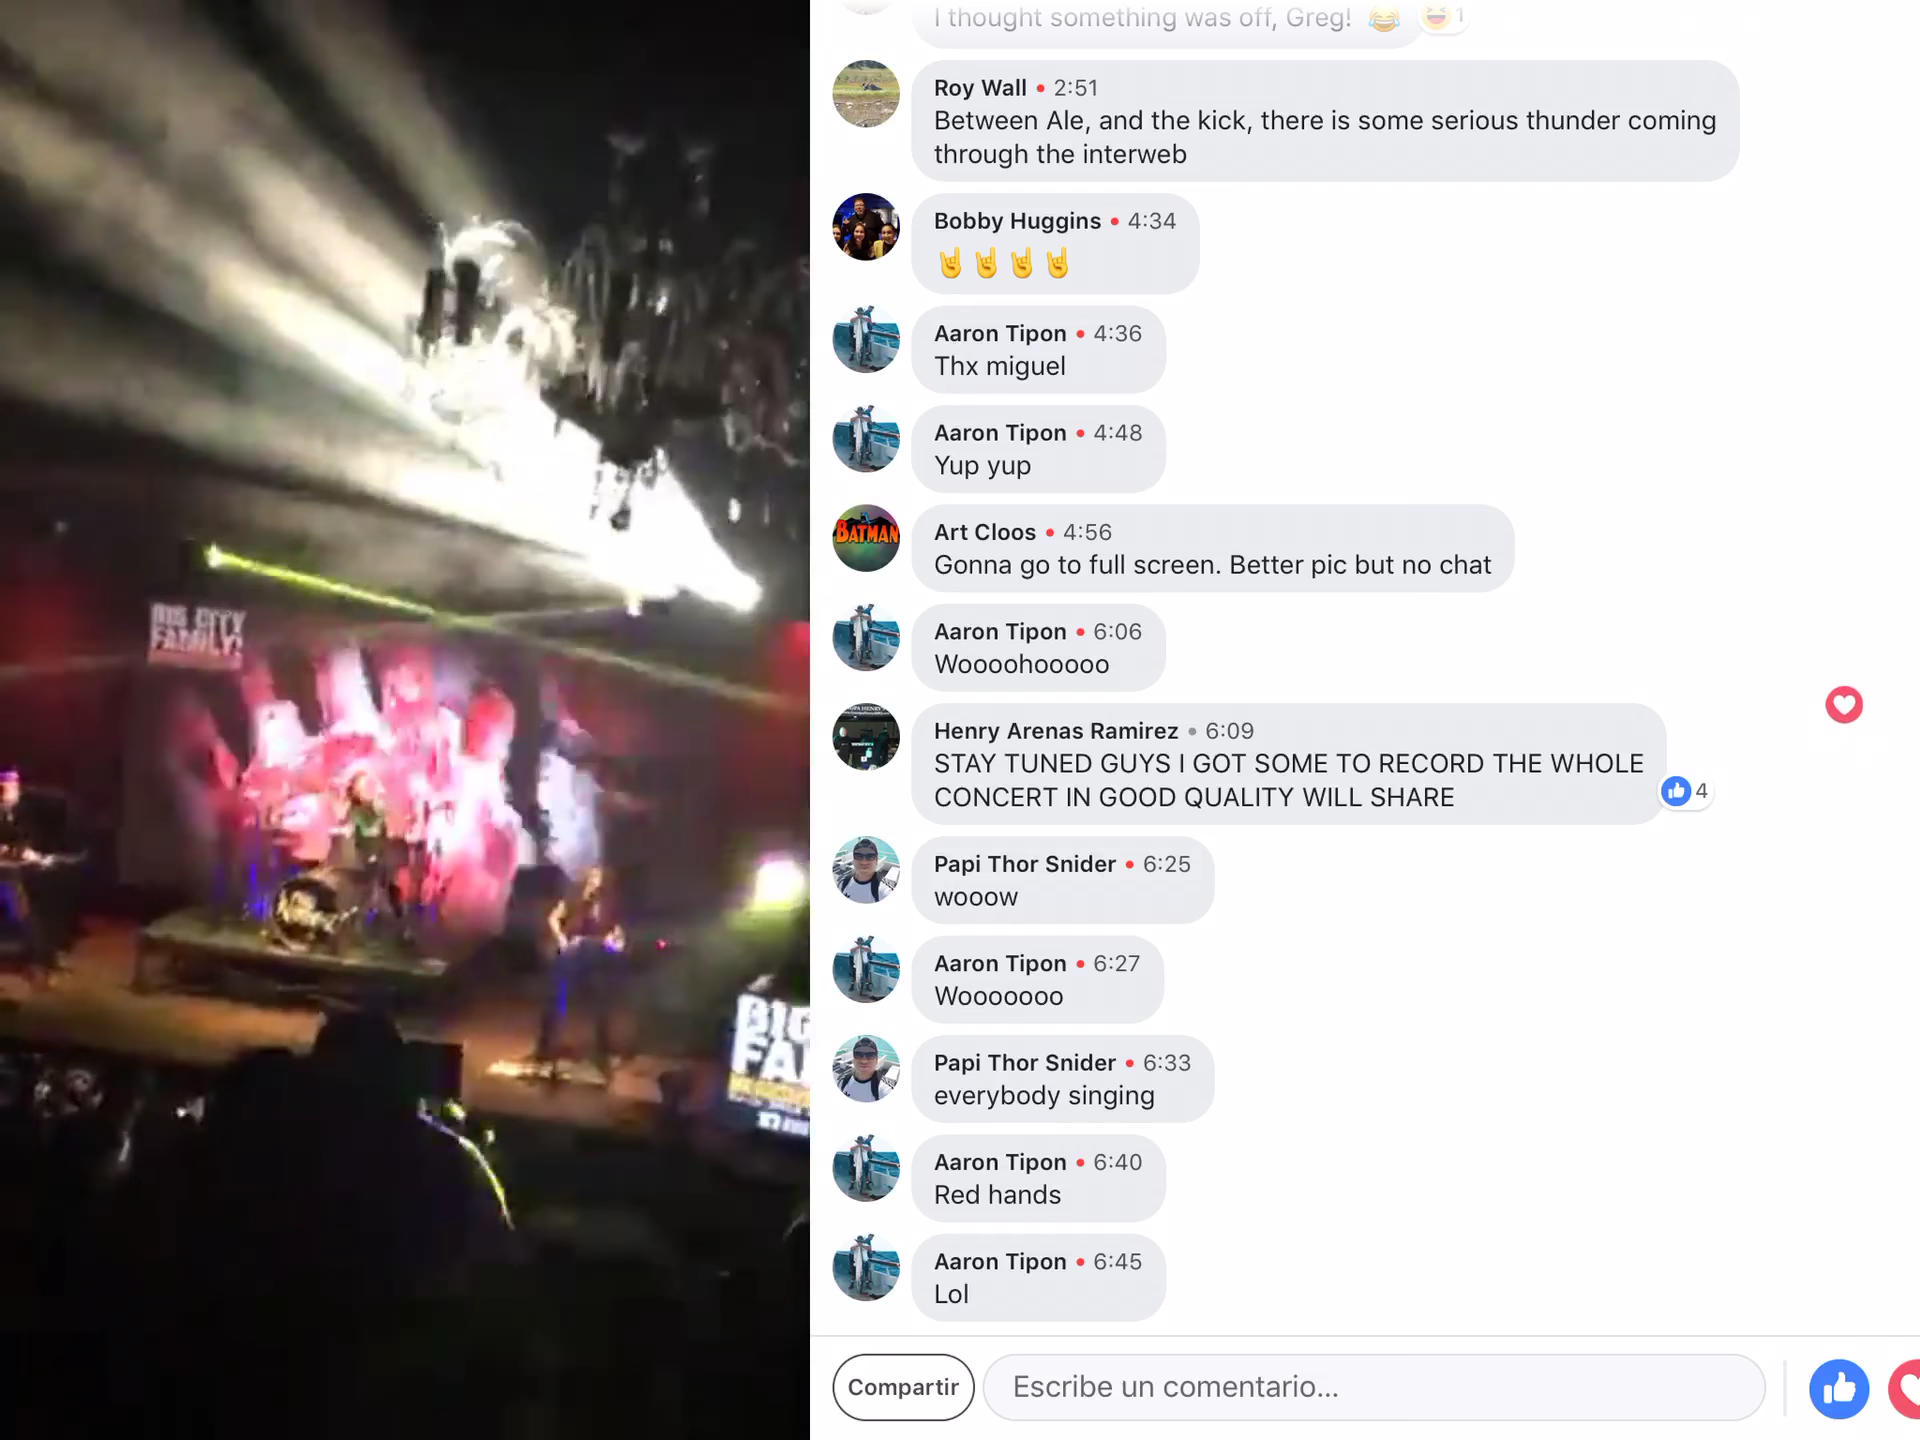 BIG CITY
FAMILY!
BIG
FA
I thought something was off, Greg! 😂 1
Roy Wall • 2:51
Between Ale, and the kick, there is some serious thunder coming
through the interweb
Bobby Huggins • 4:34
🤘🤘🤘🤘
Aaron Tipon • 4:36
Thx miguel
Aaron Tipon • 4:48
Yup yup
BATMAN
Art Cloos • 4:56
Gonna go to full screen. Better pic but no chat
Aaron Tipon • 6:06
Woooohooooo
Henry Arenas Ramirez • 6:09
STAY TUNED GUYS I GOT SOME TO RECORD THE WHOLE
CONCERT IN GOOD QUALITY WILL SHARE
4
Papi Thor Snider • 6:25
wooow
Aaron Tipon • 6:27
Wooooooo
Papi Thor Snider • 6:33
everybody singing
Aaron Tipon • 6:40
Red hands
Aaron Tipon • 6:45
Lol
Compartir
Escribe un comentario...